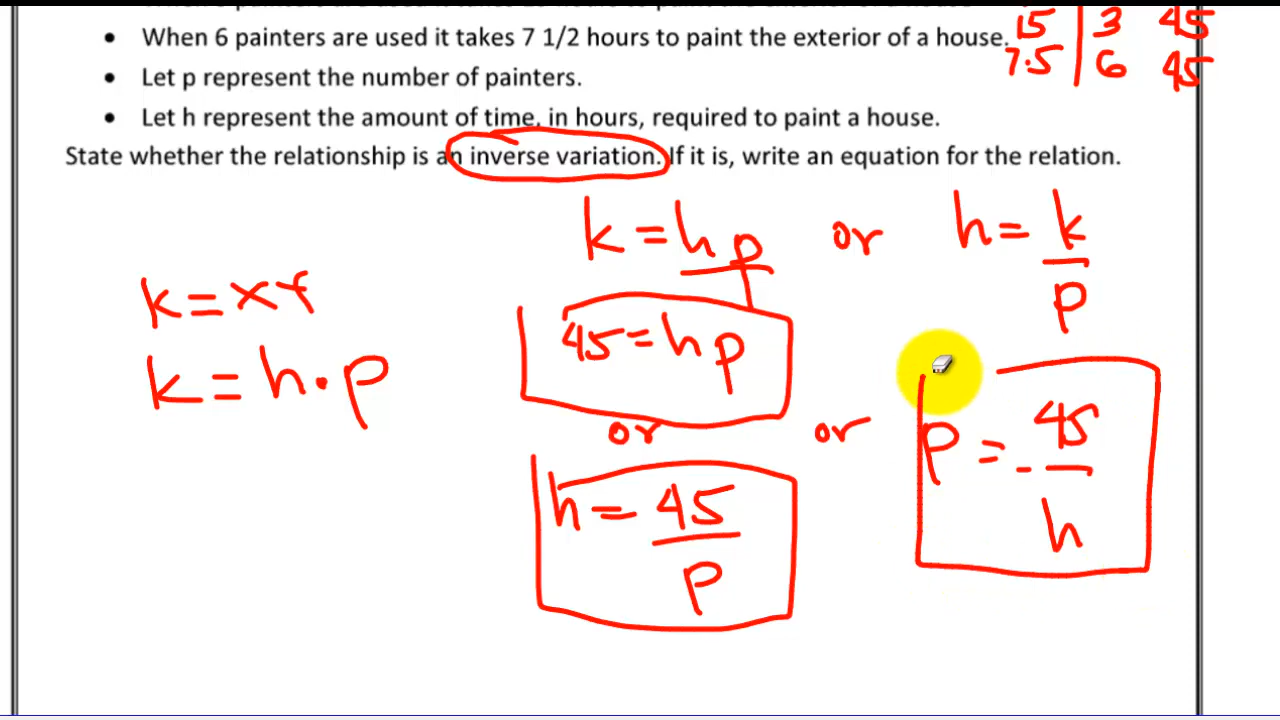 • When 6 painters are used it takes 7 1/2 hours to paint the exterior of a house.
15 | 3 45
7.5 | 6 45
• Let p represent the number of painters.
• Let h represent the amount of time, in hours, required to paint a house.
State whether the relationship is an inverse variation. If it is, write an equation for the relation.
k = hp or h = k/p
k = xy
k = h·p
45 = hp
or or
p = 45/h
h = 45/p